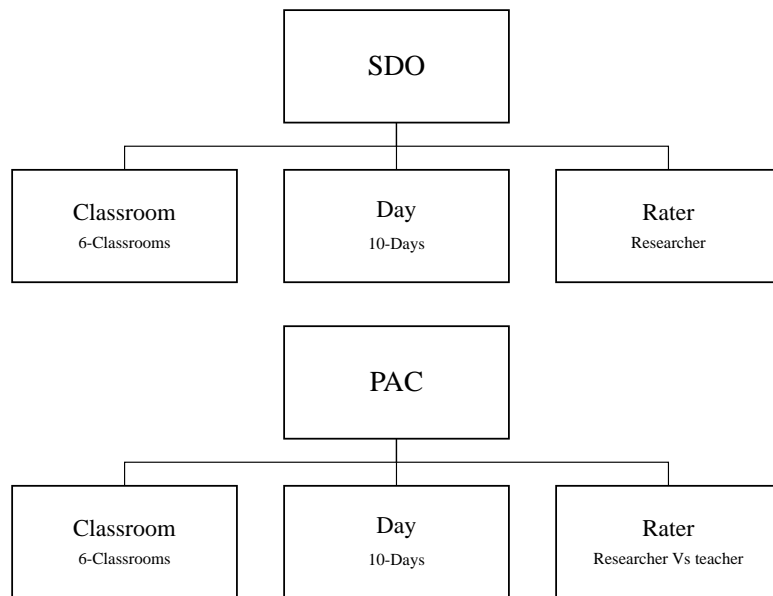 SDO
Classroom
6-Classrooms
Day
10-Days
Rater
Researcher
PAC
Classroom
6-Classrooms
Day
10-Days
Rater
Researcher Vs teacher